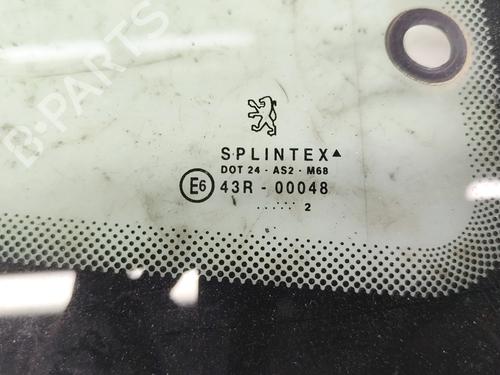 B-PARTS
SPLINTEX▲
DOT 24 · AS2 · M68
E6 43R - 00048
...... 2